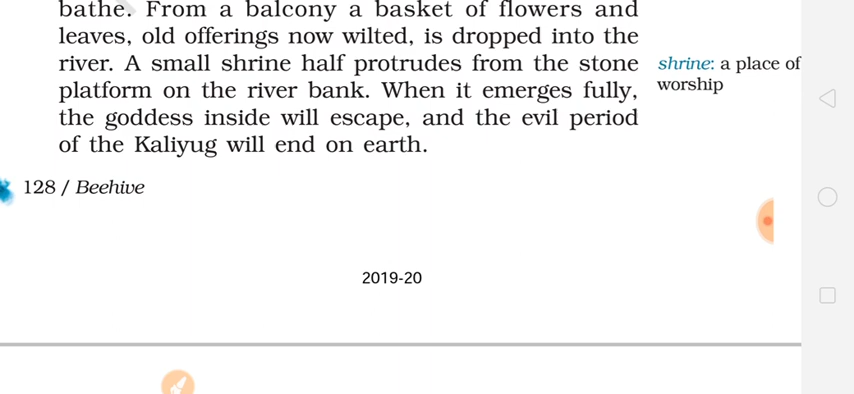 bathe. From a balcony a basket of flowers and
leaves, old offerings now wilted, is dropped into the
river. A small shrine half protrudes from the stone
platform on the river bank. When it emerges fully,
the goddess inside will escape, and the evil period
of the Kaliyug will end on earth.
shrine: a place of
worship
128 / Beehive
2019-20